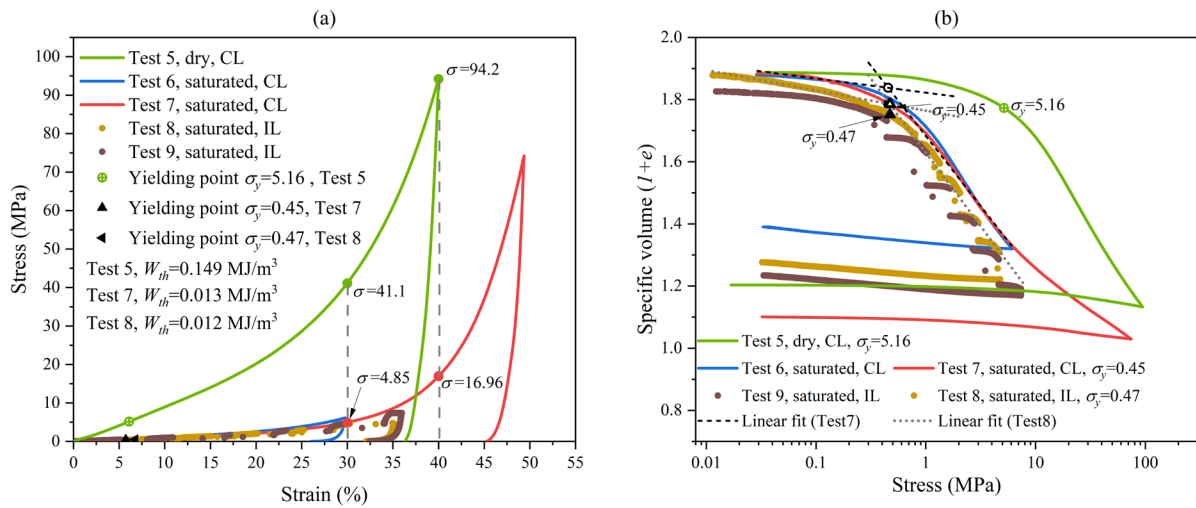 (a)
100
90
80
70
60
50
40
30
20
10
0
Stress (MPa)
Test 5, dry, CL
Test 6, saturated, CL
Test 7, saturated, CL
Test 8, saturated, IL
Test 9, saturated, IL
Yielding point σy=5.16 , Test 5
Yielding point σy=0.45, Test 7
Yielding point σy=0.47, Test 8
Test 5, Wth=0.149 MJ/m³
Test 7, Wth=0.013 MJ/m³
Test 8, Wth=0.012 MJ/m³
σ=94.2
σ=41.1
σ=4.85
σ=16.96
0 5 10 15 20 25 30 35 40 45 50 55
Strain (%)
(b)
2.0
1.8
1.6
1.4
1.2
1.0
0.8
Specific volume (1+e)
σy=0.45
σy=5.16
σy=0.47
Test 5, dry, CL, σy=5.16
Test 6, saturated, CL Test 7, saturated, CL, σy=0.45
Test 9, saturated, IL Test 8, saturated, IL, σy=0.47
Linear fit (Test7) Linear fit (Test8)
0.01 0.1 1 10 100
Stress (MPa)